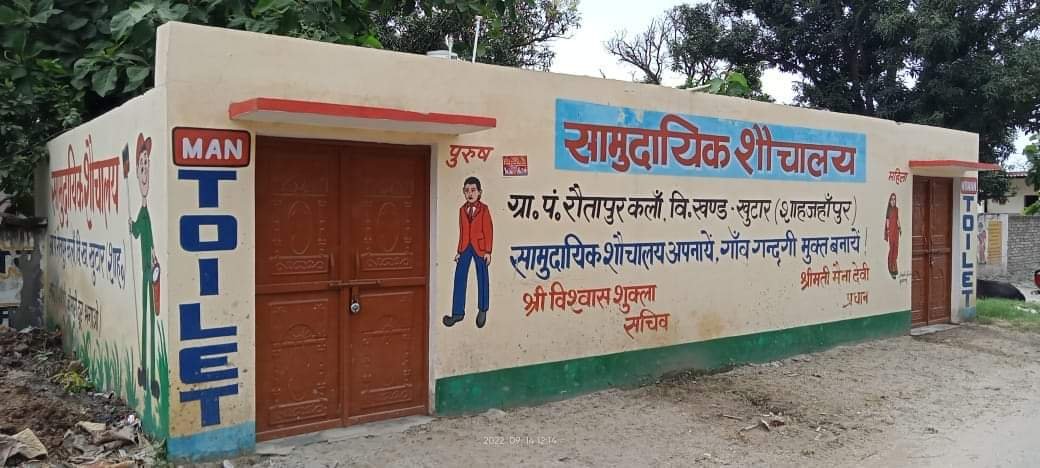 सामुदायिक शौचालय
MAN
TOILET
पुरुष
सामुदायिक शौचालय
ग्रा. पं. रौतापुर कलाँ, वि. खण्ड - खुटार (शाहजहाँपुर)
सामुदायिक शौचालय अपनायें, गाँव गन्दगी मुक्त बनायें !
श्री विश्वास शुक्ला
सचिव
श्रीमती मैना देवी
प्रधान
महिला
TOILET
2022-09-14 12:14